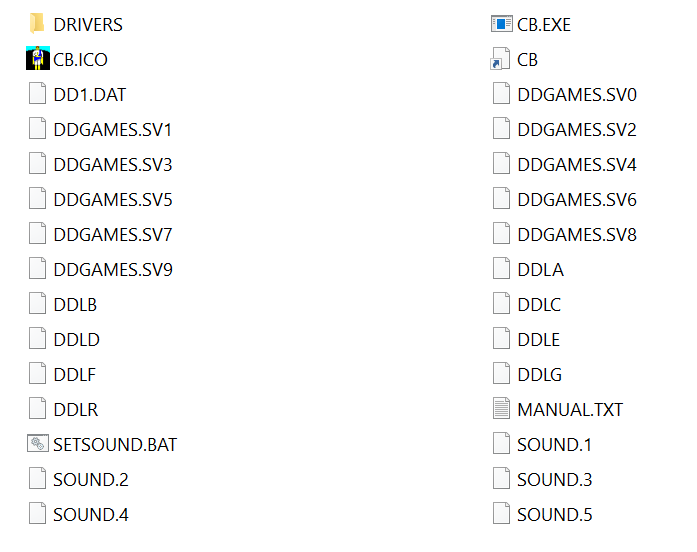 DRIVERS
CB.EXE
CB.ICO
CB
DD1.DAT
DDGAMES.SV0
DDGAMES.SV1
DDGAMES.SV2
DDGAMES.SV3
DDGAMES.SV4
DDGAMES.SV5
DDGAMES.SV6
DDGAMES.SV7
DDGAMES.SV8
DDGAMES.SV9
DDLA
DDLB
DDLC
DDLD
DDLE
DDLF
DDLG
DDLR
MANUAL.TXT
SETSOUND.BAT
SOUND.1
SOUND.2
SOUND.3
SOUND.4
SOUND.5